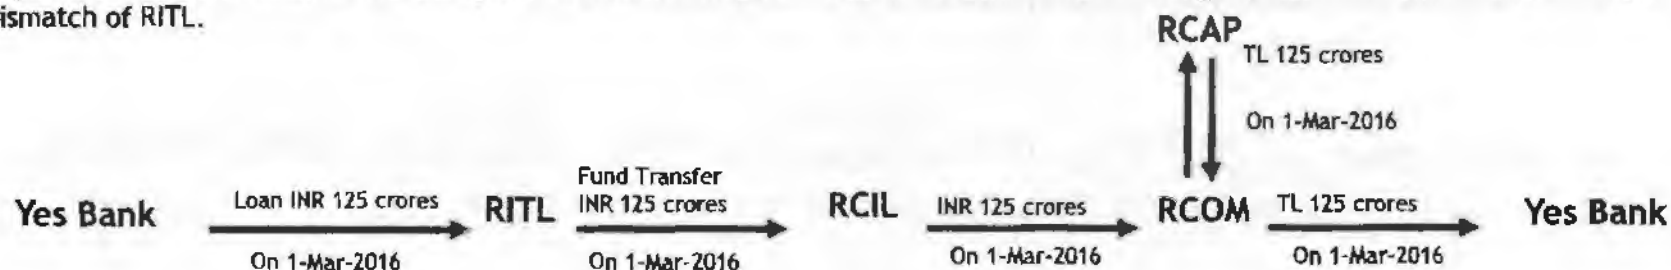 ismatch of RITL.
RCAP
TL 125 crores
On 1-Mar-2016
Yes Bank
Loan INR 125 crores
On 1-Mar-2016
RITL
Fund Transfer
INR 125 crores
On 1-Mar-2016
RCIL
INR 125 crores
On 1-Mar-2016
RCOM
TL 125 crores
On 1-Mar-2016
Yes Bank